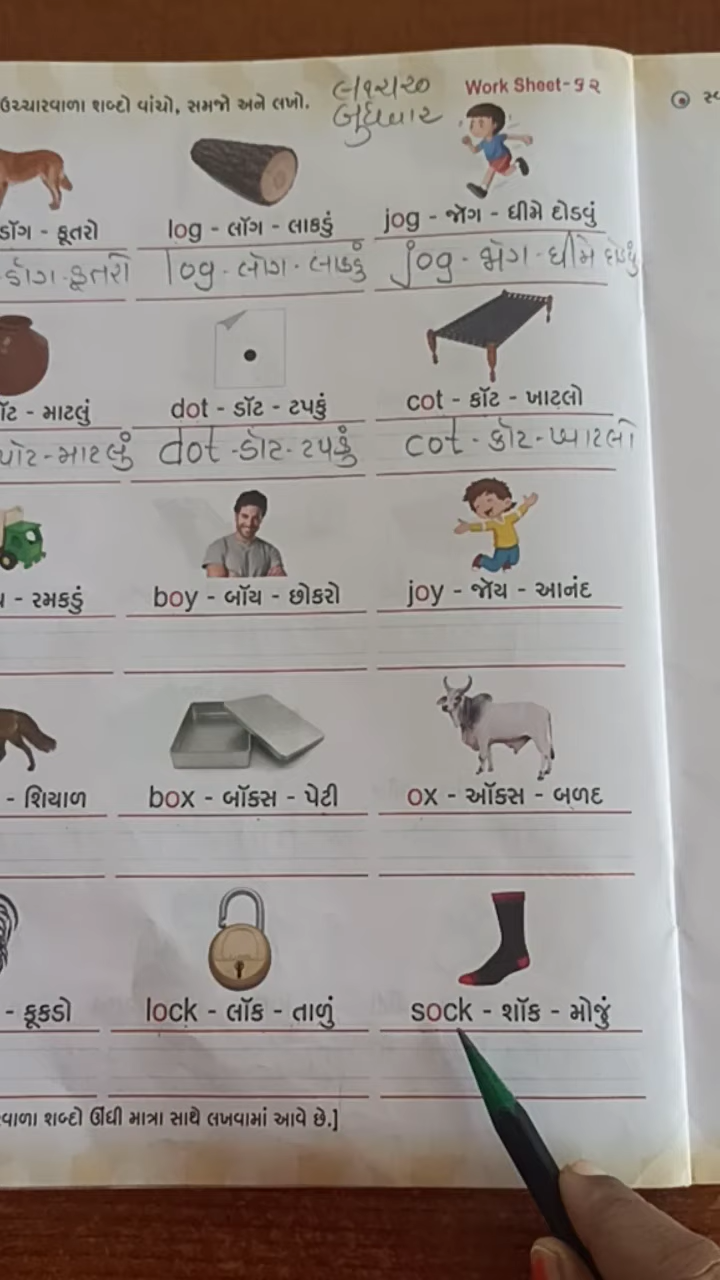 ઉચ્ચારવાળા શબ્દો વાંચો, સમજો અને લખો.
બુધવાર
Work Sheet-૬૨
ડૉગ - કૂતરો
log - લૉગ - લાકડું
jog - જૉગ - ધીમે દોડવું
ડૉગ - કૂતરો
log - લૉગ - લાકડું
jog - જૉગ - ધીમે દોડવું
ૉટ - માટલું
dot - ડૉટ - ટપકું
cot - કૉટ - ખાટલો
પૉટ - માટલું
dot - ડૉટ - ટપકું
cot - કૉટ - ખાટલો
- રમકડું
boy - બૉય - છોકરો
joy - જૉય - આનંદ
- શિયાળ
box - બૉક્સ - પેટી
ox - ઑક્સ - બળદ
- કૂકડો
lock - લૉક - તાળું
sock - શૉક - મોજું
વાળા શબ્દો ઊંધી માત્રા સાથે લખવામાં આવે છે.]